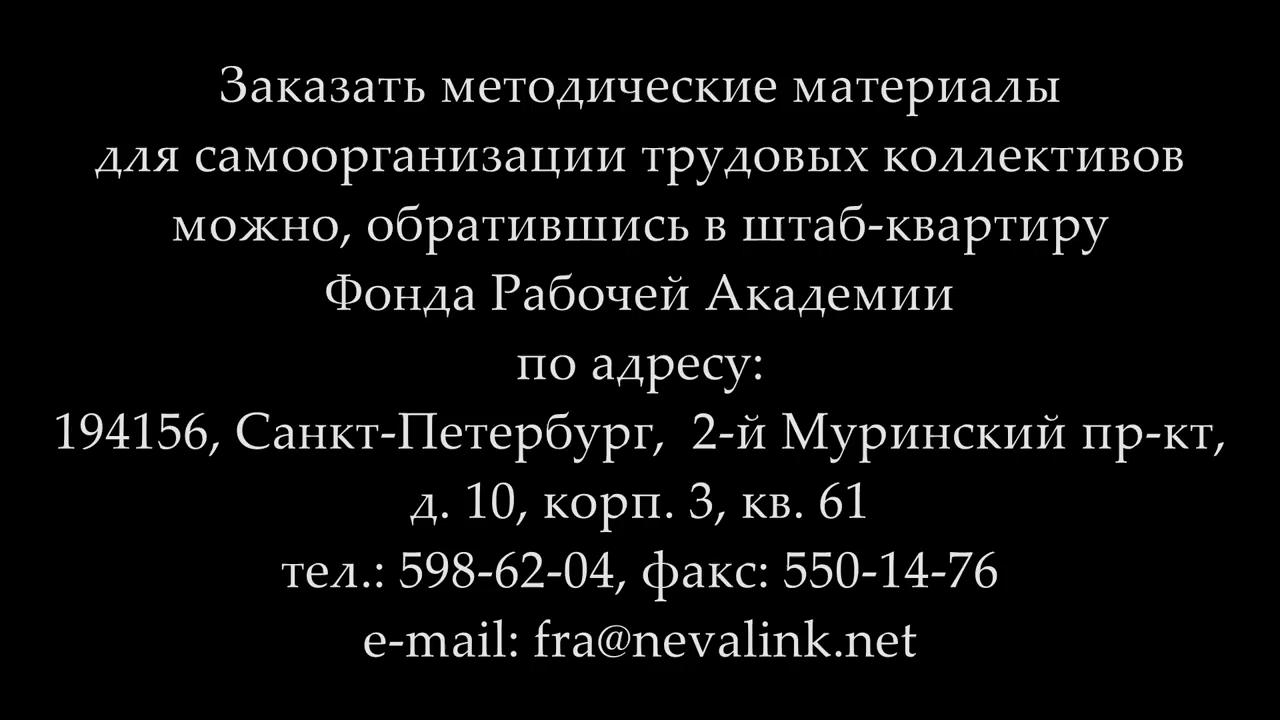 Заказать методические материалы
для самоорганизации трудовых коллективов
можно, обратившись в штаб-квартиру
Фонда Рабочей Академии
по адресу:
194156, Санкт-Петербург, 2-й Муринский пр-кт,
д. 10, корп. 3, кв. 61
тел.: 598-62-04, факс: 550-14-76
e-mail: fra@nevalink.net